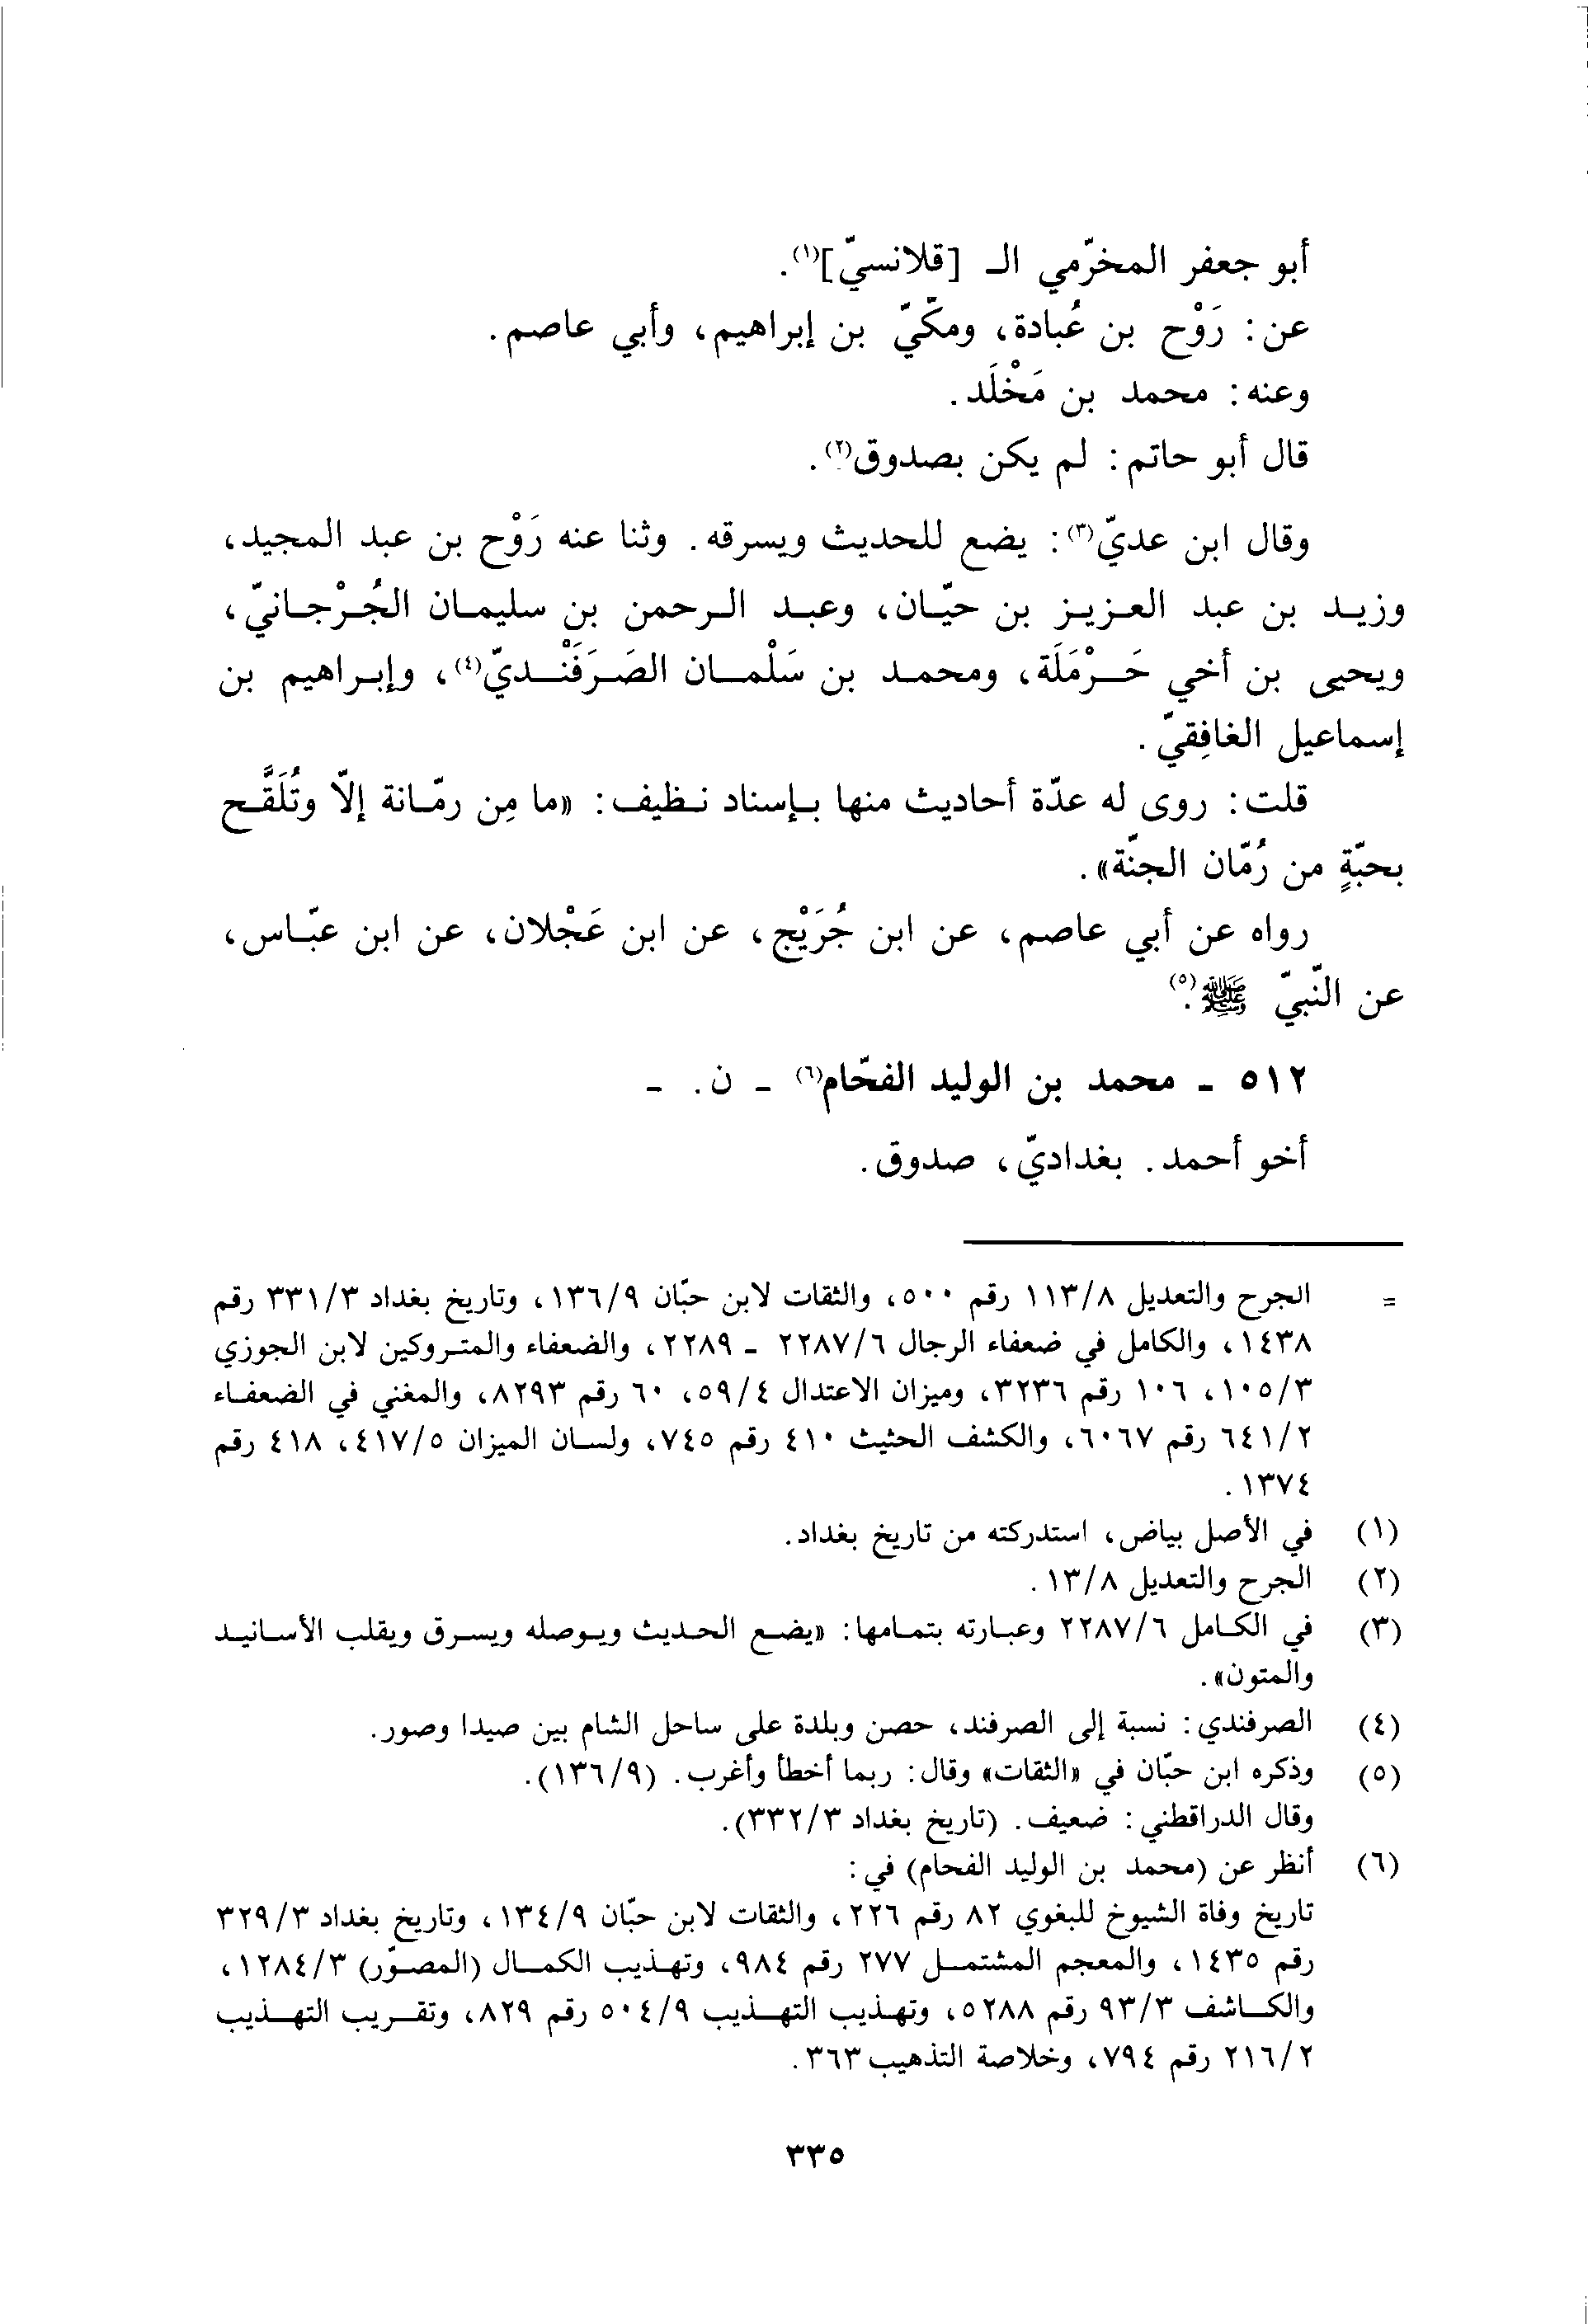 أبو جعفر المخرّمي الـ [قلانسيّ]⁽¹⁾.
عن: رَوْح بن عُبادة، ومكّيّ بن إبراهيم، وأبي عاصم.
وعنه: محمد بن مَخْلَد.
قال أبو حاتم: لم يكن بصدوق⁽٢⁾.
وقال ابن عديّ⁽٣⁾: يضع للحديث ويسرقه. وثنا عنه رَوْح بن عبد المجيد،
وزيد بن عبد العزيز بن حيّان، وعبد الرحمن بن سليمان الجُرْجانيّ،
ويحيى بن أخي حَرْمَلَة، ومحمد بن سَلْمان الصَرَفَنْديّ⁽٤⁾، وإبراهيم بن
إسماعيل الغافِقيّ.
قلت: روى له عدّة أحاديث منها بإسناد نظيف: «ما مِن رمّانة إلاّ وتُلَقَّح
بحبّةٍ من رُمّان الجنّة».
رواه عن أبي عاصم، عن ابن جُرَيْج، عن ابن عَجْلان، عن ابن عبّاس،
عن النّبيّ ﷺ⁽٥⁾.
٥١٢ - محمد بن الوليد الفحّام⁽٦⁾ - ن. -
أخو أحمد. بغداديّ، صدوق.
= الجرح والتعديل ١١٣/٨ رقم ٥٠٠، والثقات لابن حبّان ١٣٦/٩، وتاريخ بغداد ٣٣١/٣ رقم
١٤٣٨، والكامل في ضعفاء الرجال ٢٢٨٧/٦ - ٢٢٨٩، والضعفاء والمتروكين لابن الجوزي
١٠٥/٣، ١٠٦ رقم ٣٢٣٦، وميزان الاعتدال ٥٩/٤، ٦٠ رقم ٨٢٩٣، والمغني في الضعفاء
٦٤١/٢ رقم ٦٠٦٧، والكشف الحثيث ٤١٠ رقم ٧٤٥، ولسان الميزان ٤١٧/٥، ٤١٨ رقم
١٣٧٤.
(١) في الأصل بياض، استدركته من تاريخ بغداد.
(٢) الجرح والتعديل ١٣/٨.
(٣) في الكامل ٢٢٨٧/٦ وعبارته بتمامها: «يضع الحديث ويوصله ويسرق ويقلب الأسانيد
والمتون».
(٤) الصرفندي: نسبة إلى الصرفند، حصن وبلدة على ساحل الشام بين صيدا وصور.
(٥) وذكره ابن حبّان في «الثقات» وقال: ربما أخطأ وأغرب. (١٣٦/٩).
وقال الدراقطني: ضعيف. (تاريخ بغداد ٣٣٢/٣).
(٦) أنظر عن (محمد بن الوليد الفحام) في:
تاريخ وفاة الشيوخ للبغوي ٨٢ رقم ٢٢٦، والثقات لابن حبّان ١٣٤/٩، وتاريخ بغداد ٣٢٩/٣
رقم ١٤٣٥، والمعجم المشتمل ٢٧٧ رقم ٩٨٤، وتهذيب الكمال (المصوّر) ١٢٨٤/٣،
والكاشف ٩٣/٣ رقم ٥٢٨٨، وتهذيب التهذيب ٥٠٤/٩ رقم ٨٢٩، وتقريب التهذيب
٢١٦/٢ رقم ٧٩٤، وخلاصة التذهيب ٣٦٣.
٣٣٥